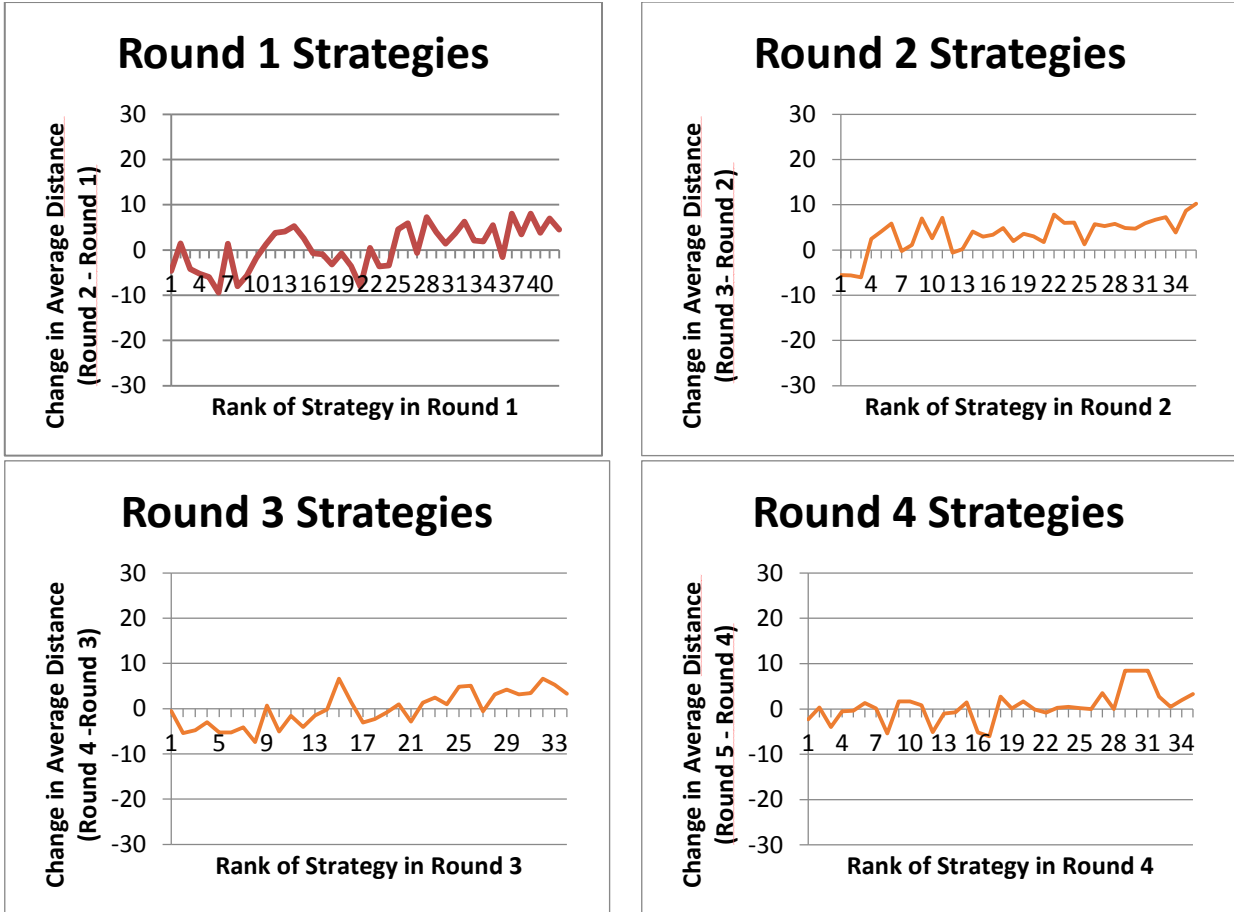 Round 1 Strategies
Change in Average Distance
(Round 2 - Round 1)
30
20
10
0
-10
-20
-30
1 4 7 10 13 16 19 22 25 28 31 34 37 40
Rank of Strategy in Round 1
Round 2 Strategies
Change in Average Distance
(Round 3- Round 2)
30
20
10
0
-10
-20
-30
1 4 7 10 13 16 19 22 25 28 31 34
Rank of Strategy in Round 2
Round 3 Strategies
Change in Average Distance
(Round 4 -Round 3)
30
20
10
0
-10
-20
-30
1 5 9 13 17 21 25 29 33
Rank of Strategy in Round 3
Round 4 Strategies
Change in Average Distance
(Round 5 - Round 4)
30
20
10
0
-10
-20
-30
1 4 7 10 13 16 19 22 25 28 31 34
Rank of Strategy in Round 4